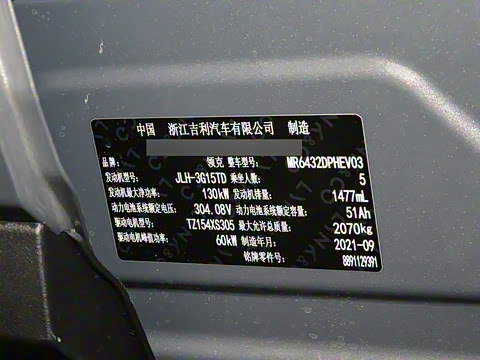 中国 浙江吉利汽车有限公司 制造
品牌: 领克 整车型号: MR6432DPHEV03
发动机型号: JLH-3G15TD 乘坐人数: 5
发动机最大净功率: 130kW 发动机排量: 1477mL
动力电池系统额定电压: 304.08V 动力电池系统额定容量: 51Ah
驱动电机型号: TZ154XS305 最大允许总质量: 2070kg
驱动电机峰值功率: 60kW 制造年月: 2021-09
铭牌零件号: 8891129391